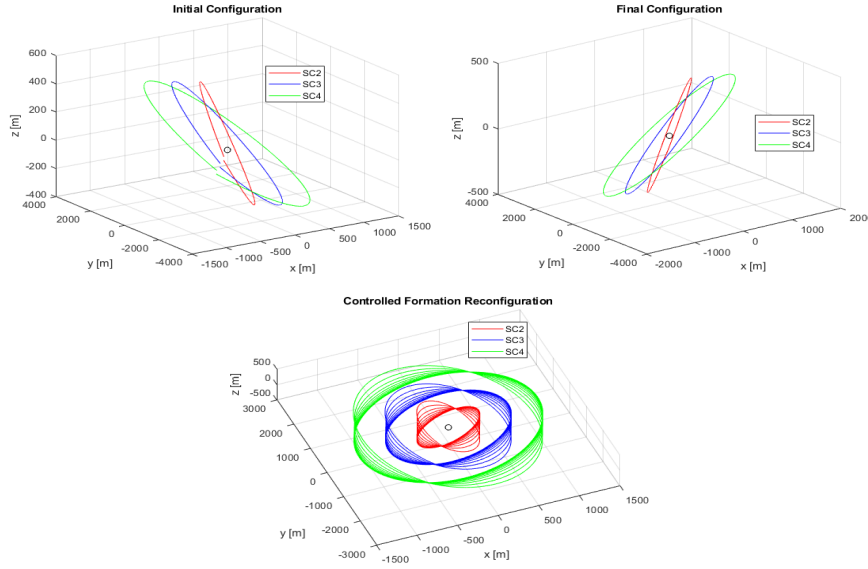 Initial Configuration
600
400
200
0
-200
-400
z [m]
4000
2000
0
-2000
-4000
y [m]
-1500
-1000
-500
0
500
1000
1500
x [m]
SC2
SC3
SC4
Final Configuration
500
0
-500
z [m]
4000
2000
0
-2000
-4000
y [m]
-2000
-1000
0
1000
2000
x [m]
SC2
SC3
SC4
Controlled Formation Reconfiguration
500
0
-500
z [m]
3000
2000
1000
0
-1000
-2000
-3000
y [m]
-1500
-1000
-500
0
500
1000
1500
x [m]
SC2
SC3
SC4